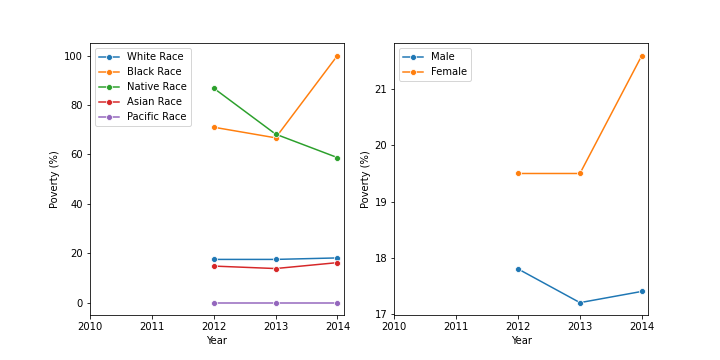 White Race
Black Race
Native Race
Asian Race
Pacific Race
100
80
60
40
20
0
Poverty (%)
2010 2011 2012 2013 2014
Year
Male
Female
21
20
19
18
17
Poverty (%)
2010 2011 2012 2013 2014
Year